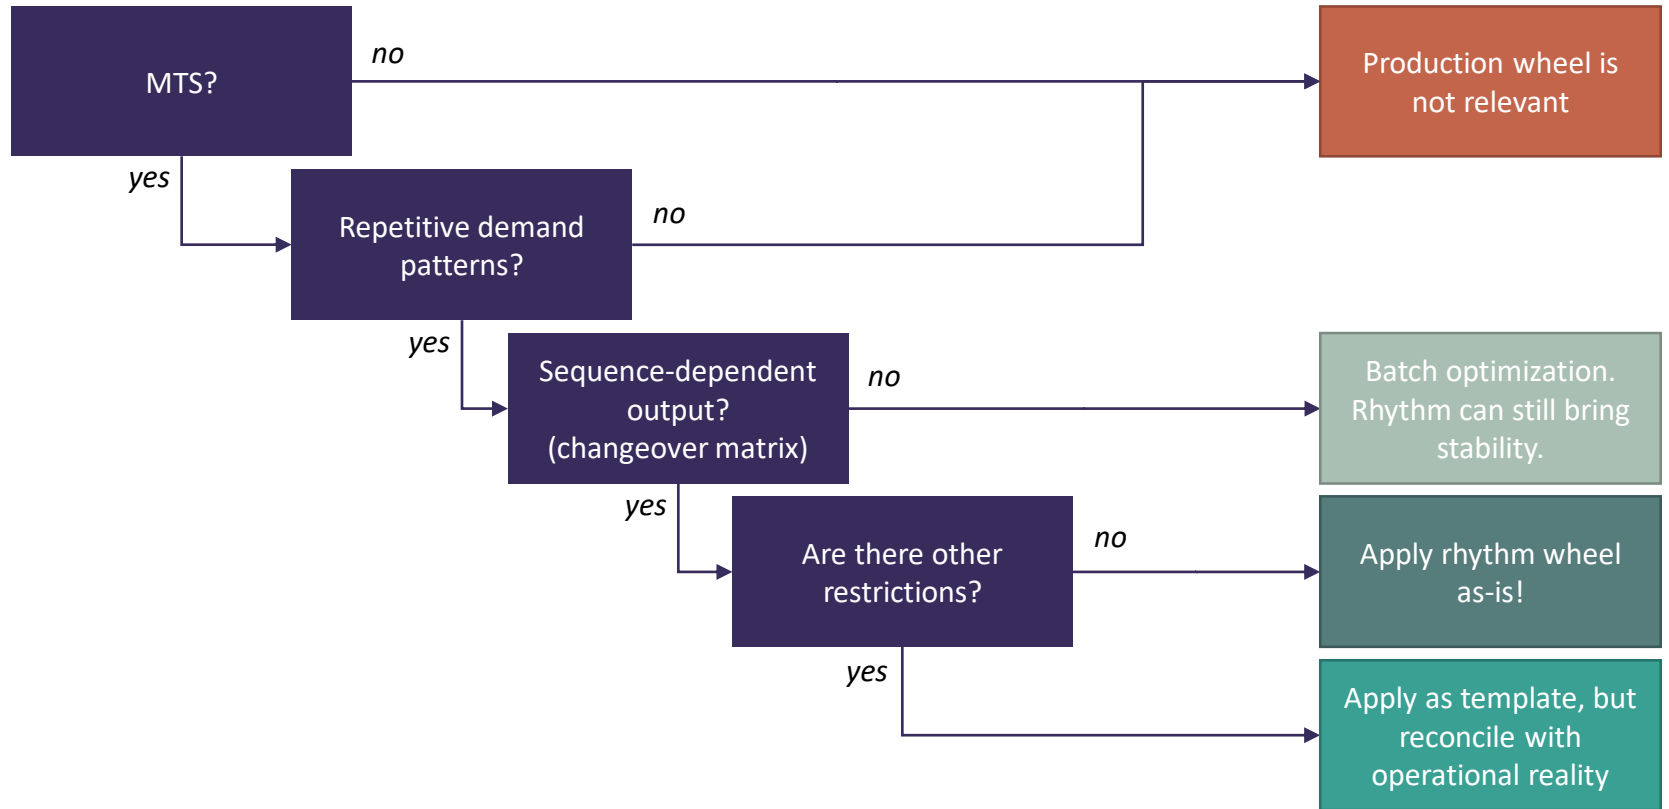 MTS?
no
Production wheel is
not relevant
yes
Repetitive demand
patterns?
no
yes
Sequence-dependent
output?
(changeover matrix)
no
Batch optimization.
Rhythm can still bring
stability.
yes
Are there other
restrictions?
no
Apply rhythm wheel
as-is!
yes
Apply as template, but
reconcile with
operational reality